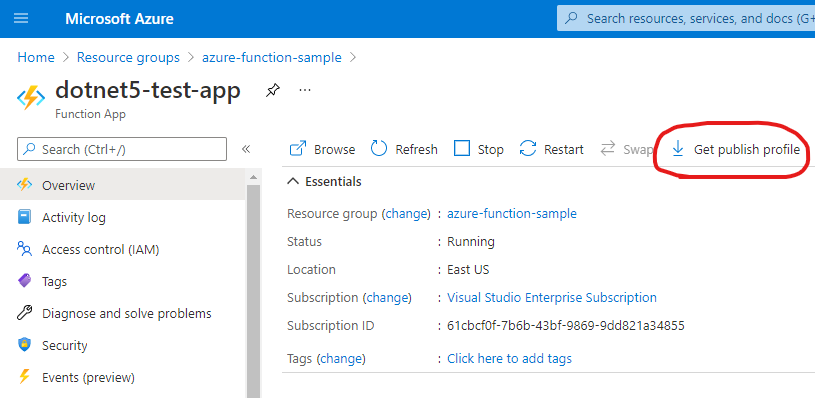 Microsoft Azure
Search resources, services, and docs (G+
Home > Resource groups > azure-function-sample >
dotnet5-test-app
...
Function App
Search (Ctrl+/)
«
Browse Refresh Stop Restart Swap Get publish profile
Overview
Activity log
Access control (IAM)
Tags
Diagnose and solve problems
Security
Events (preview)
Essentials
Resource group (change) : azure-function-sample
Status : Running
Location : East US
Subscription (change) : Visual Studio Enterprise Subscription
Subscription ID : 61cbcf0f-7b6b-43bf-9869-9dd821a34855
Tags (change) : Click here to add tags